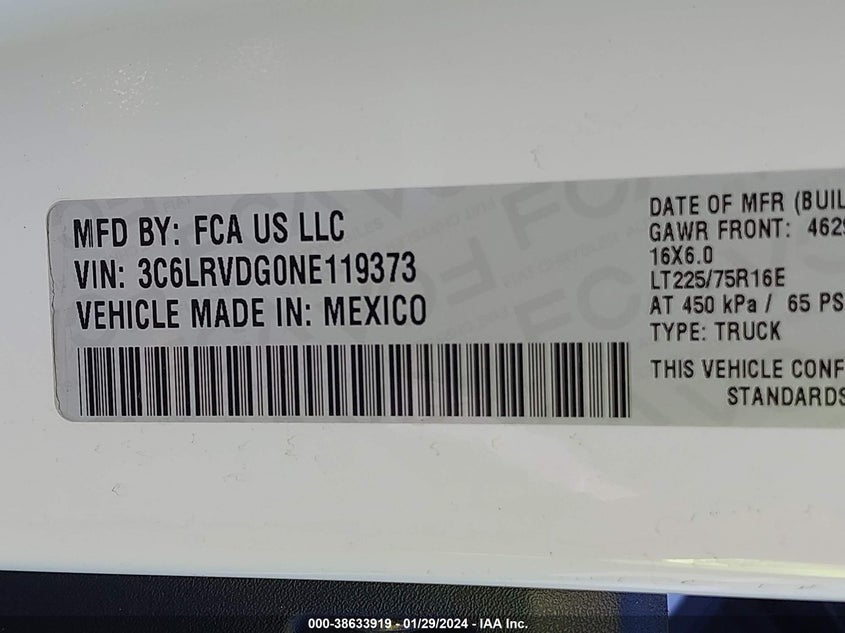 MFD BY: FCA US LLC
VIN: 3C6LRVDG0NE119373
VEHICLE MADE IN: MEXICO
DATE OF MFR (BUIL
GAWR FRONT: 4629
16X6.0
LT225/75R16E
AT 450 kPa / 65 PS
TYPE: TRUCK
THIS VEHICLE CONF
STANDARDS
000-38633919 - 01/29/2024 - IAA Inc.